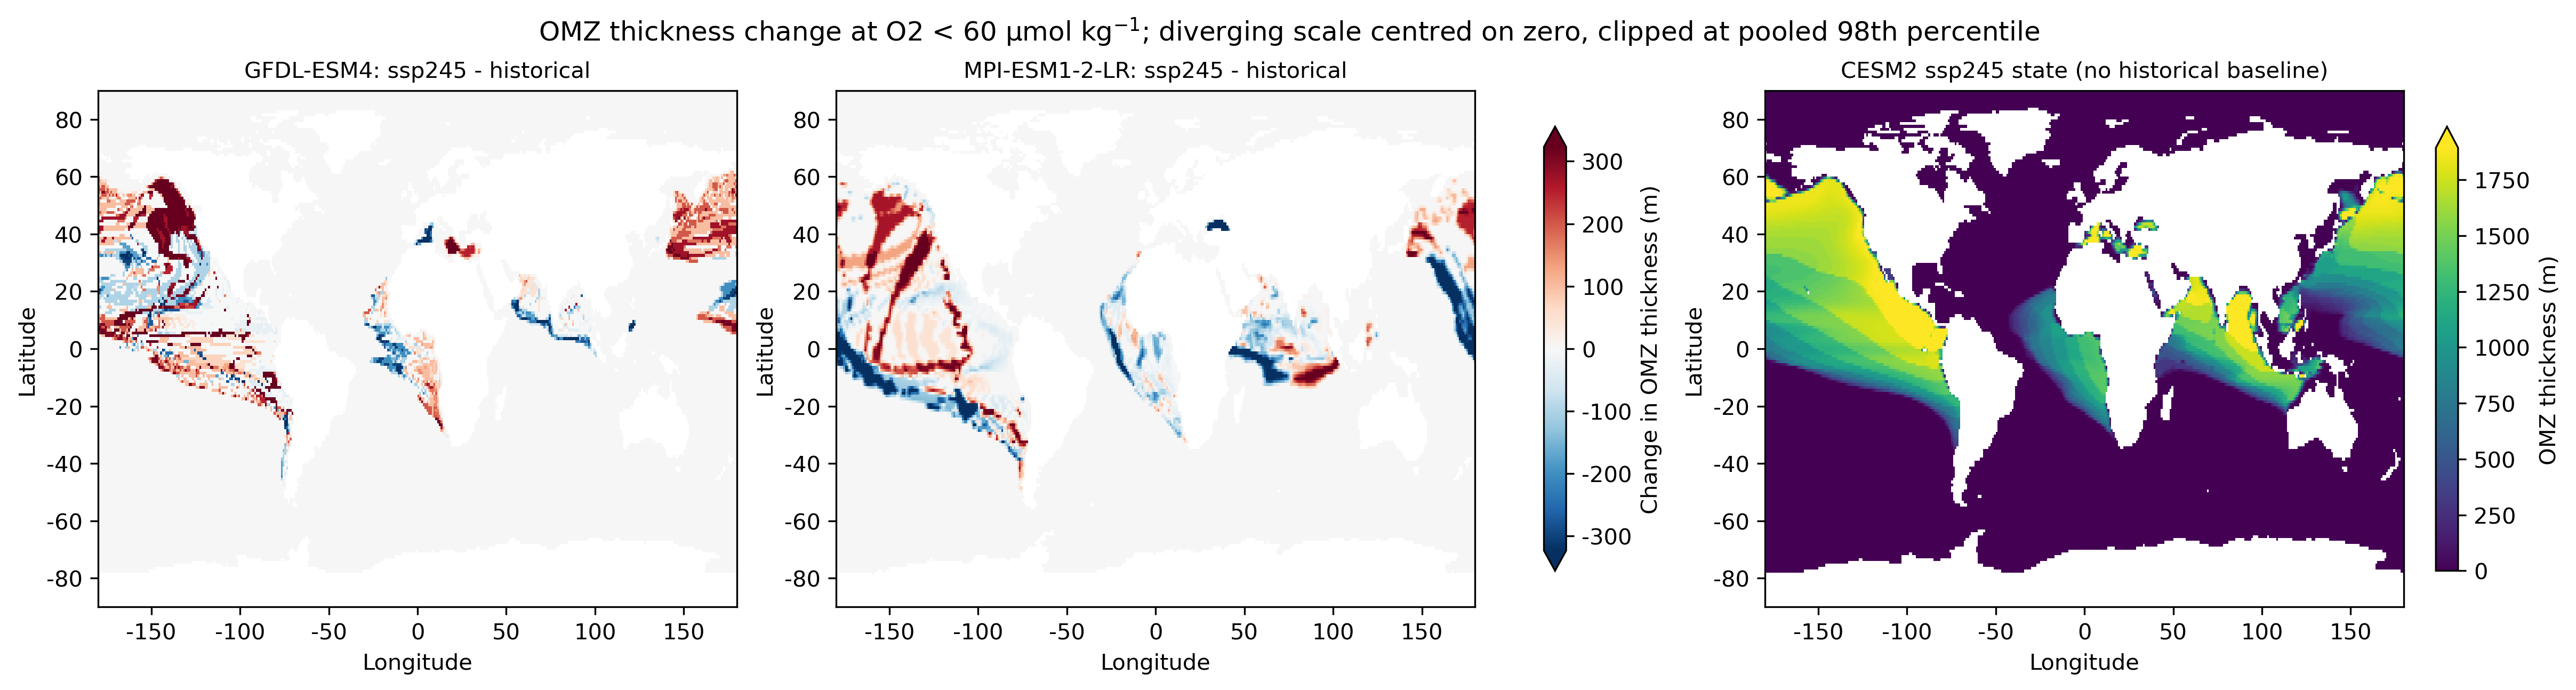 OMZ thickness change at O2 < 60 µmol kg⁻¹; diverging scale centred on zero, clipped at pooled 98th percentile
GFDL-ESM4: ssp245 - historical
80
60
40
20
0
-20
-40
-60
-80
Latitude
-150 -100 -50 0 50 100 150
Longitude
MPI-ESM1-2-LR: ssp245 - historical
80
60
40
20
0
-20
-40
-60
-80
Latitude
-150 -100 -50 0 50 100 150
Longitude
300
200
100
0
-100
-200
-300
Change in OMZ thickness (m)
CESM2 ssp245 state (no historical baseline)
80
60
40
20
0
-20
-40
-60
-80
Latitude
-150 -100 -50 0 50 100 150
Longitude
1750
1500
1250
1000
750
500
250
0
OMZ thickness (m)